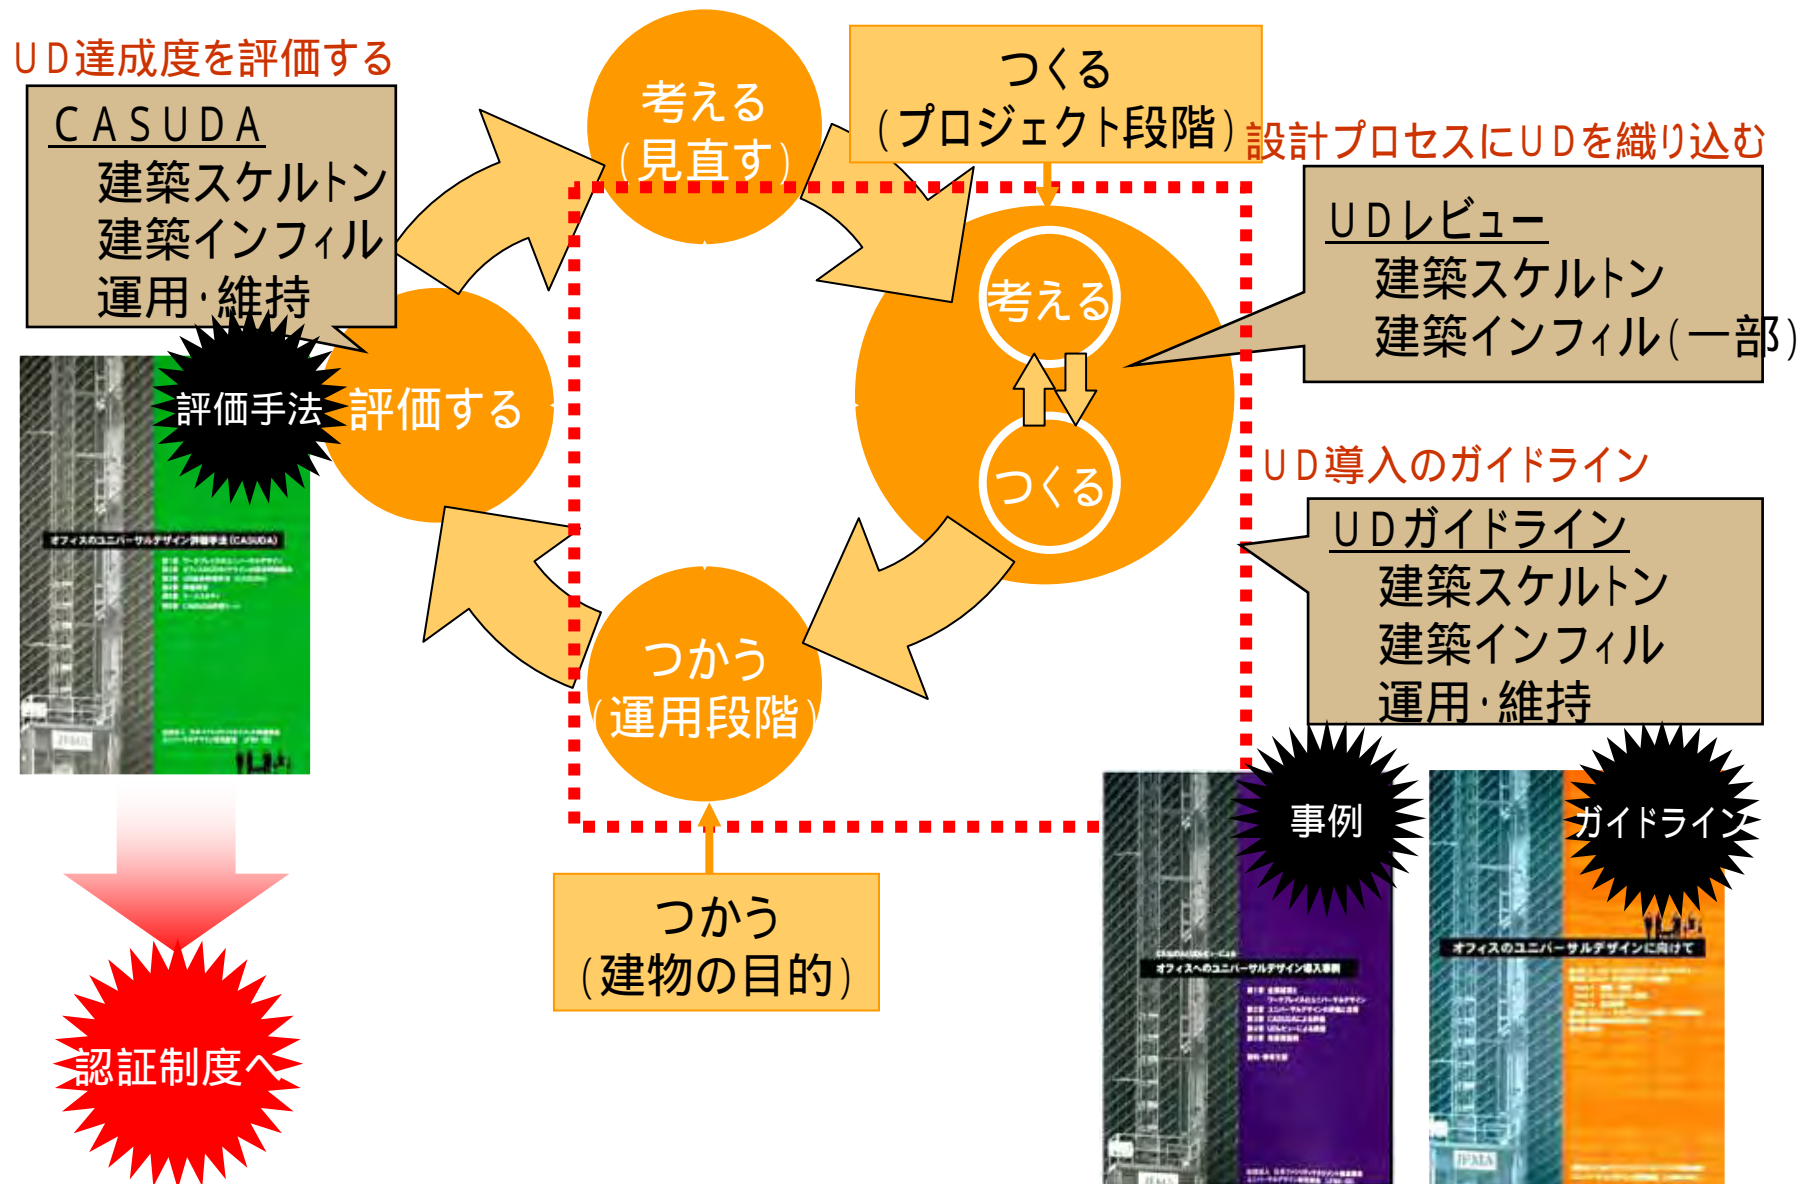 UD達成度を評価する
CASUDA
建築スケルトン
建築インフィル
運用・維持
考える
(見直す)
つくる
(プロジェクト段階)
設計プロセスにUDを織り込む
UDレビュー
建築スケルトン
建築インフィル(一部)
考える
つくる
評価手法
評価する
UD導入のガイドライン
UDガイドライン
建築スケルトン
建築インフィル
運用・維持
つかう
(運用段階)
つかう
(建物の目的)
オフィスのユニバーサルデザイン評価手法(CASUDA)
JFMA
認証制度へ
事例
オフィスへのユニバーサルデザイン導入事例
JFMA
ガイドライン
オフィスのユニバーサルデザインに向けて
JFMA